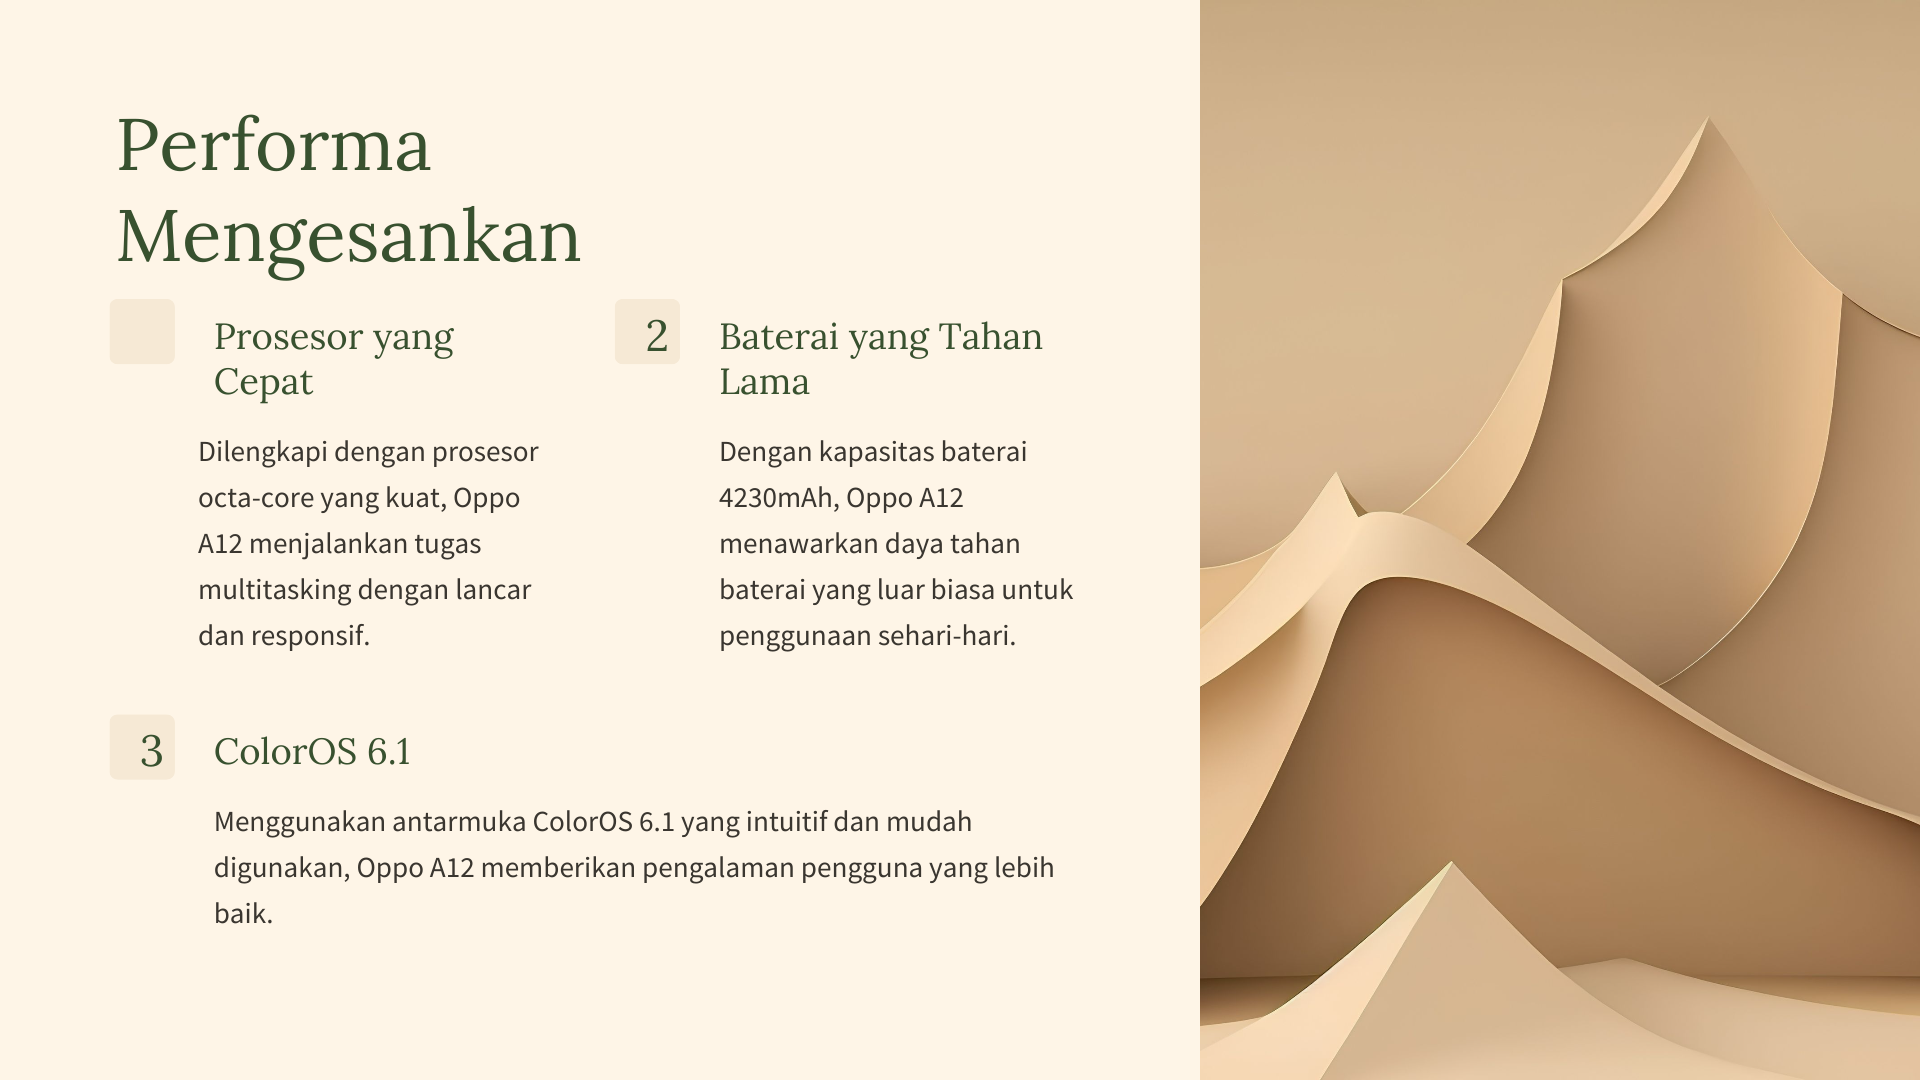 Performa
Mengesankan
Prosesor yang
Cepat
Dilengkapi dengan prosesor
octa-core yang kuat, Oppo
A12 menjalankan tugas
multitasking dengan lancar
dan responsif.
2
Baterai yang Tahan
Lama
Dengan kapasitas baterai
4230mAh, Oppo A12
menawarkan daya tahan
baterai yang luar biasa untuk
penggunaan sehari-hari.
3
ColorOS 6.1
Menggunakan antarmuka ColorOS 6.1 yang intuitif dan mudah
digunakan, Oppo A12 memberikan pengalaman pengguna yang lebih
baik.